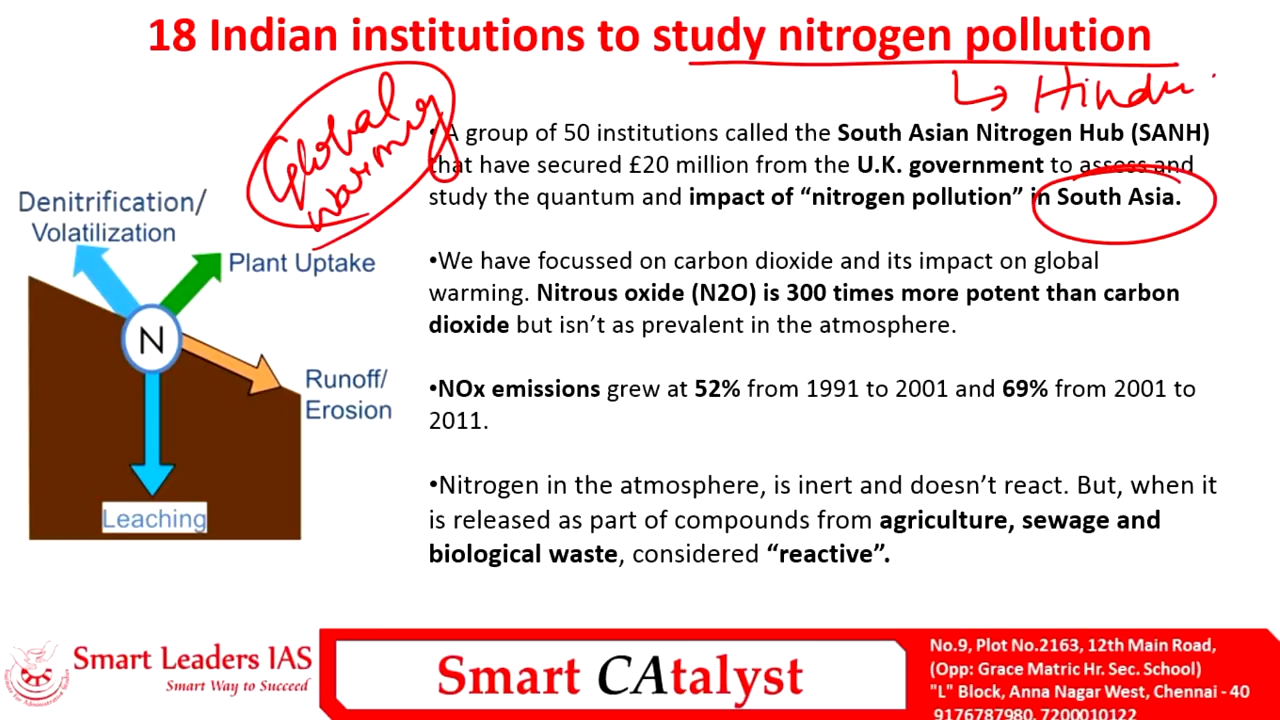 18 Indian institutions to study nitrogen pollution
↳ Hindu
Global
warming
• A group of 50 institutions called the South Asian Nitrogen Hub (SANH)
that have secured £20 million from the U.K. government to assess and
study the quantum and impact of “nitrogen pollution” in South Asia.
•We have focussed on carbon dioxide and its impact on global
warming. Nitrous oxide (N2O) is 300 times more potent than carbon
dioxide but isn’t as prevalent in the atmosphere.
•NOx emissions grew at 52% from 1991 to 2001 and 69% from 2001 to
2011.
•Nitrogen in the atmosphere, is inert and doesn’t react. But, when it
is released as part of compounds from agriculture, sewage and
biological waste, considered “reactive”.
Denitrification/
Volatilization
Plant Uptake
N
Runoff/
Erosion
Leaching
Smart Leaders IAS
Smart Way to Succeed
Smart CAtalyst
No.9, Plot No.2163, 12th Main Road,
(Opp: Grace Matric Hr. Sec. School)
"L" Block, Anna Nagar West, Chennai - 40
9176787980, 7200010122